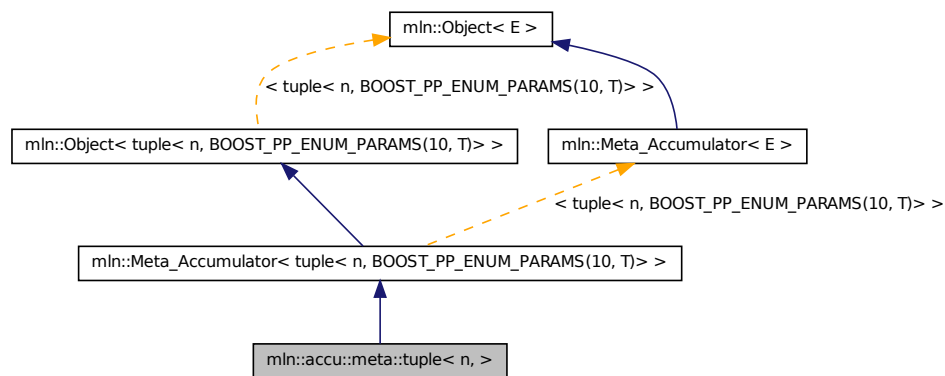 mln::Object< E >
< tuple< n, BOOST_PP_ENUM_PARAMS(10, T)> >
mln::Object< tuple< n, BOOST_PP_ENUM_PARAMS(10, T)> >
mln::Meta_Accumulator< E >
< tuple< n, BOOST_PP_ENUM_PARAMS(10, T)> >
mln::Meta_Accumulator< tuple< n, BOOST_PP_ENUM_PARAMS(10, T)> >
mln::accu::meta::tuple< n, >